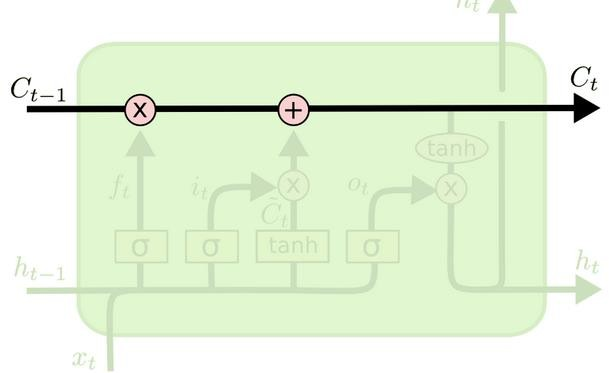 h_t
C_{t-1} C_t
× +
tanh
f_t i_t × o_t ×
C̃_t
σ σ tanh σ
h_{t-1} h_t
x_t